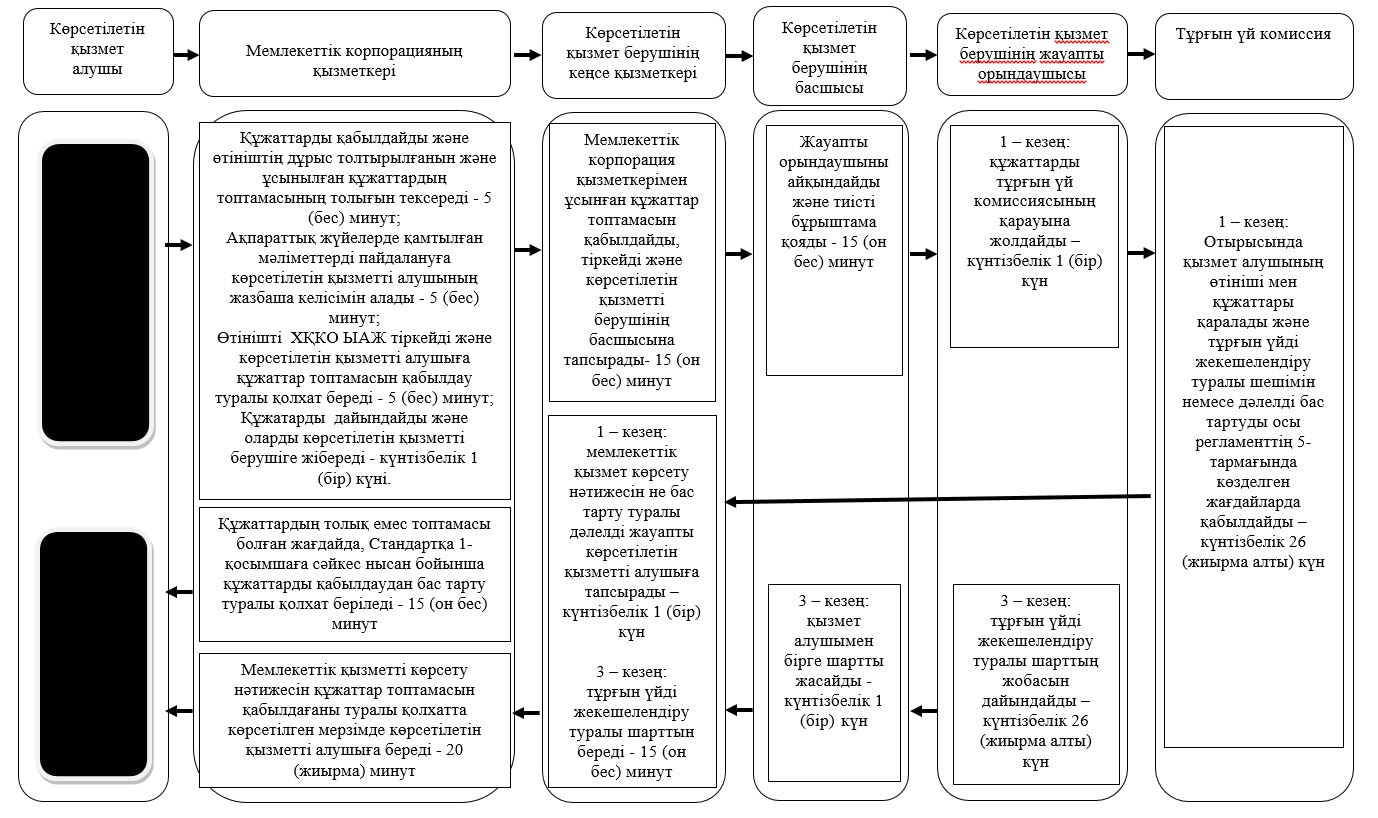 Көрсетілетін
қызмет
алушы
Мемлекеттік корпорацияның
қызметкері
Көрсетілетін
қызмет берушінің
кеңсе қызметкері
Көрсетілетін
қызмет
берушінің
басшысы
Көрсетілетін қызмет
берушінің жауапты
орындаушысы
Тұрғын үй комиссия
Құжаттарды қабылдайды және
өтініштің дұрыс толтырылғанын және
ұсынылған құжаттардың
топтамасының толығын тексереді - 5
(бес) минут;
Ақпараттық жүйелерде қамтылған
мәліметтерді пайдалануға
көрсетілетін қызметті алушының
жазбаша келісімін алады - 5 (бес)
минут;
Өтінішті ХҚКО ЫАЖ тіркейді және
көрсетілетін қызметті алушыға
құжаттар топтамасын қабылдау
туралы қолхат береді - 5 (бес) минут;
Құжатарды дайындайды және
оларды көрсетілетін қызметті
берушіге жібереді - күнтізбелік 1
(бір) күні.
Құжаттардың толық емес топтамасы
болған жағдайда, Стандартқа 1-
қосымшаға сәйкес нысан бойынша
құжаттарды қабылдаудан бас тарту
туралы қолхат беріледі - 15 (он бес)
минут
Мемлекеттік қызметті көрсету
нәтижесін құжаттар топтамасын
қабылдағаны туралы қолхатта
көрсетілген мерзімде көрсетілетін
қызметті алушыға береді - 20
(жиырма) минут
Мемлекеттік
корпорация
қызметкерімен
ұсынған құжаттар
топтамасын
қабылдайды,
тіркейді және
көрсетілетін
қызметті
берушінің
басшысына
тапсырады- 15 (он
бес) минут
1 – кезең:
мемлекеттік
қызмет көрсету
нәтижесін не бас
тарту туралы
дәлелді жауапты
көрсетілетін
қызметті алушыға
тапсырады –
күнтізбелік 1 (бір)
күн
3 – кезең:
тұрғын үйді
жекешелендіру
туралы шарттын
береді - 15 (он
бес) минут
Жауапты
орындаушыны
айқындайды
және тиісті
бұрыштама
қояды - 15 (он
бес) минут
3 – кезең:
қызмет
алушымен
бірге шартты
жасайды -
күнтізбелік 1
(бір) күн
1 – кезең:
құжаттарды
тұрғын үй
комиссиясының
қарауына
жолдайды –
күнтізбелік 1 (бір)
күн
3 – кезең:
тұрғын үйді
жекешелендіру
туралы шарттың
жобасын
дайындайды –
күнтізбелік 26
(жиырма алты)
күн
1 – кезең:
Отырысында
қызмет алушының
өтініші мен
құжаттары
қаралады және
тұрғын үйді
жекешелендіру
туралы шешімін
немесе дәлелді бас
тартуды осы
регламенттің 5-
тармағында
көзделген
жағдайларда
қабылдайды –
күнтізбелік 26
(жиырма алты) күн